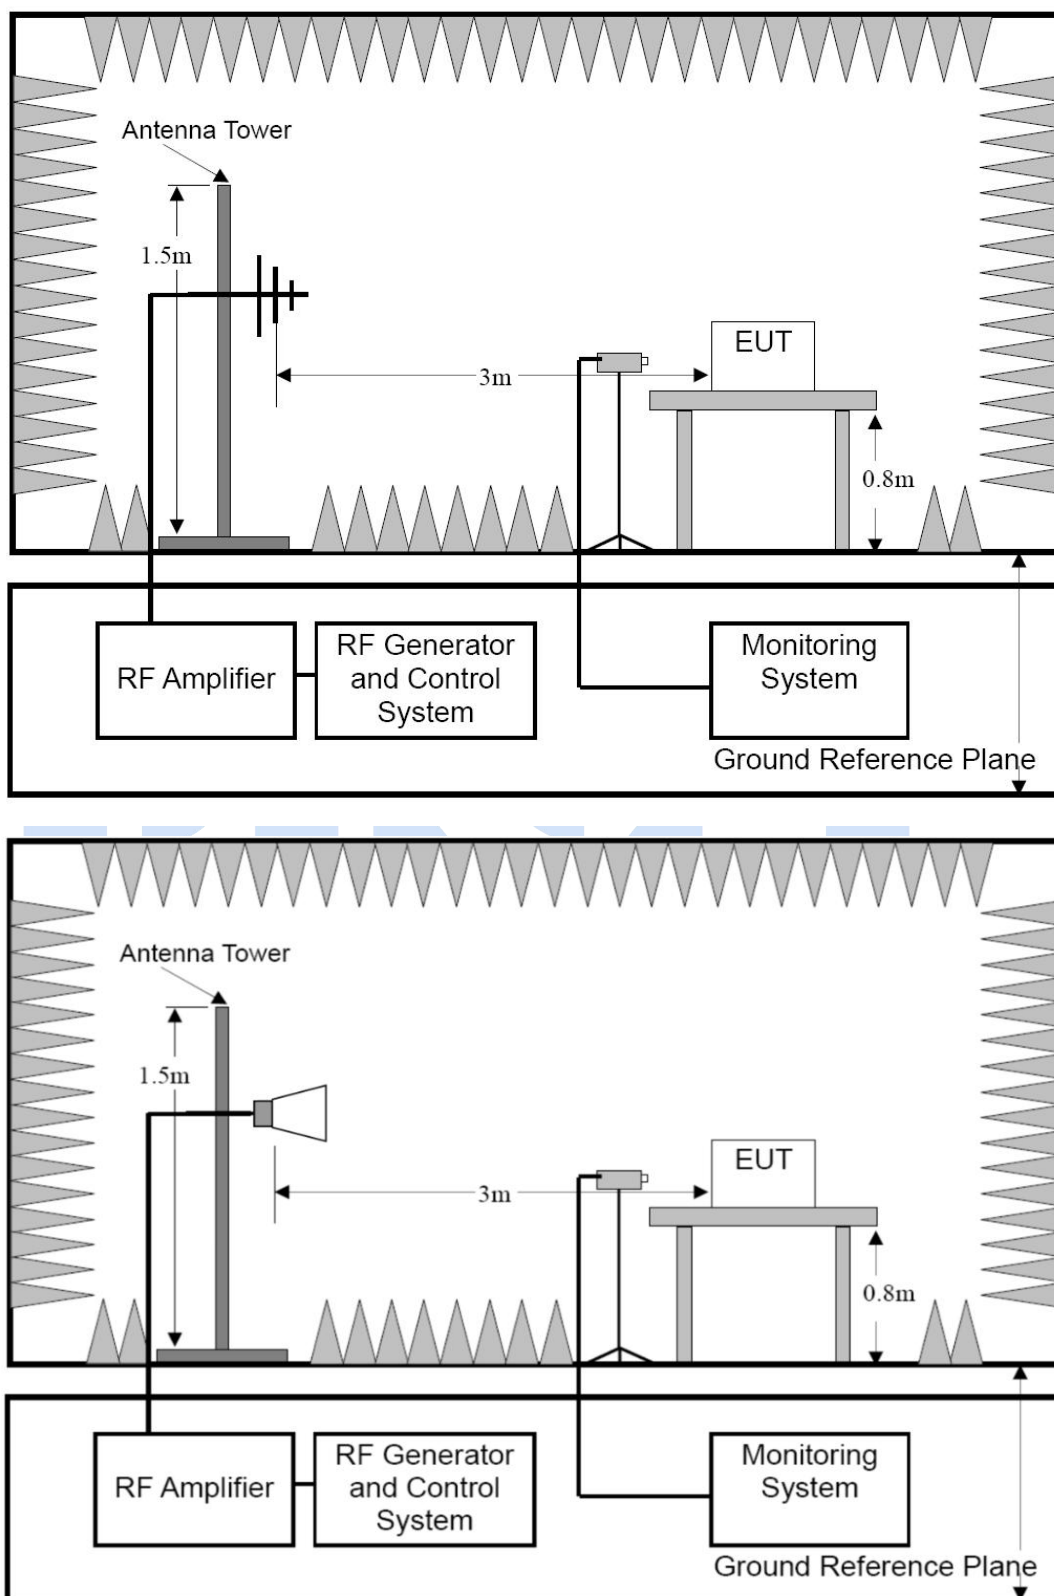 Antenna Tower
1.5m
3m
EUT
0.8m
RF Amplifier
RF Generator
and Control
System
Monitoring
System
Ground Reference Plane
Antenna Tower
1.5m
3m
EUT
0.8m
RF Amplifier
RF Generator
and Control
System
Monitoring
System
Ground Reference Plane